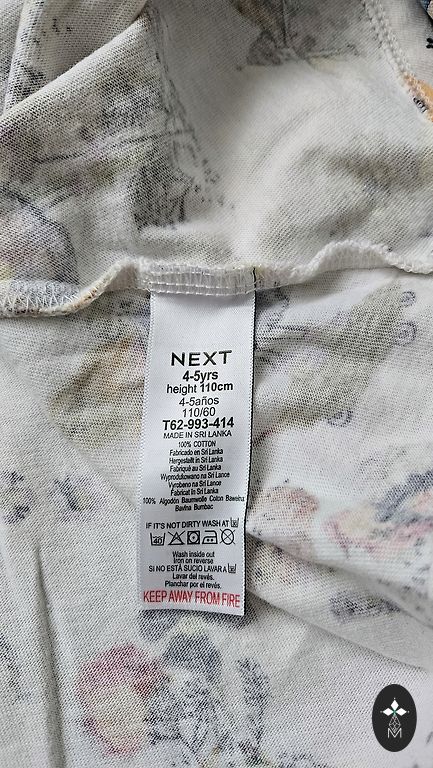 NEXT
4-5yrs
height 110cm
4-5años
110/60
T62-993-414
MADE IN SRI LANKA
100% COTTON
Fabricado en Sri Lanka
Hergestellt in Sri Lanka
Fabriqué au Sri Lanka
Wyprodukowano na Sri Lance
Vyrobeno na Sri Lance
Fabricat în Sri Lanka
100% Algodón Baumwolle Coton Bawełna
Bavlna Bumbac
IF IT'S NOT DIRTY WASH AT
40
Wash inside out
Iron on reverse
SI NO ESTÁ SUCIO LAVAR A
Lavar del revés.
Planchar por el revés.
KEEP AWAY FROM FIRE
M